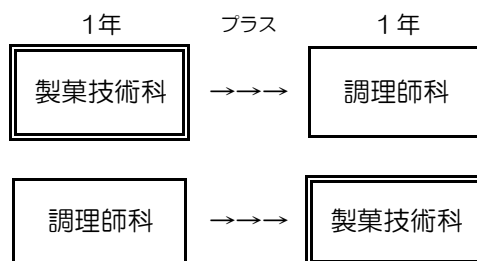 1年 プラス 1年
製菓技術科 →→→ 調理師科
調理師科 →→→ 製菓技術科